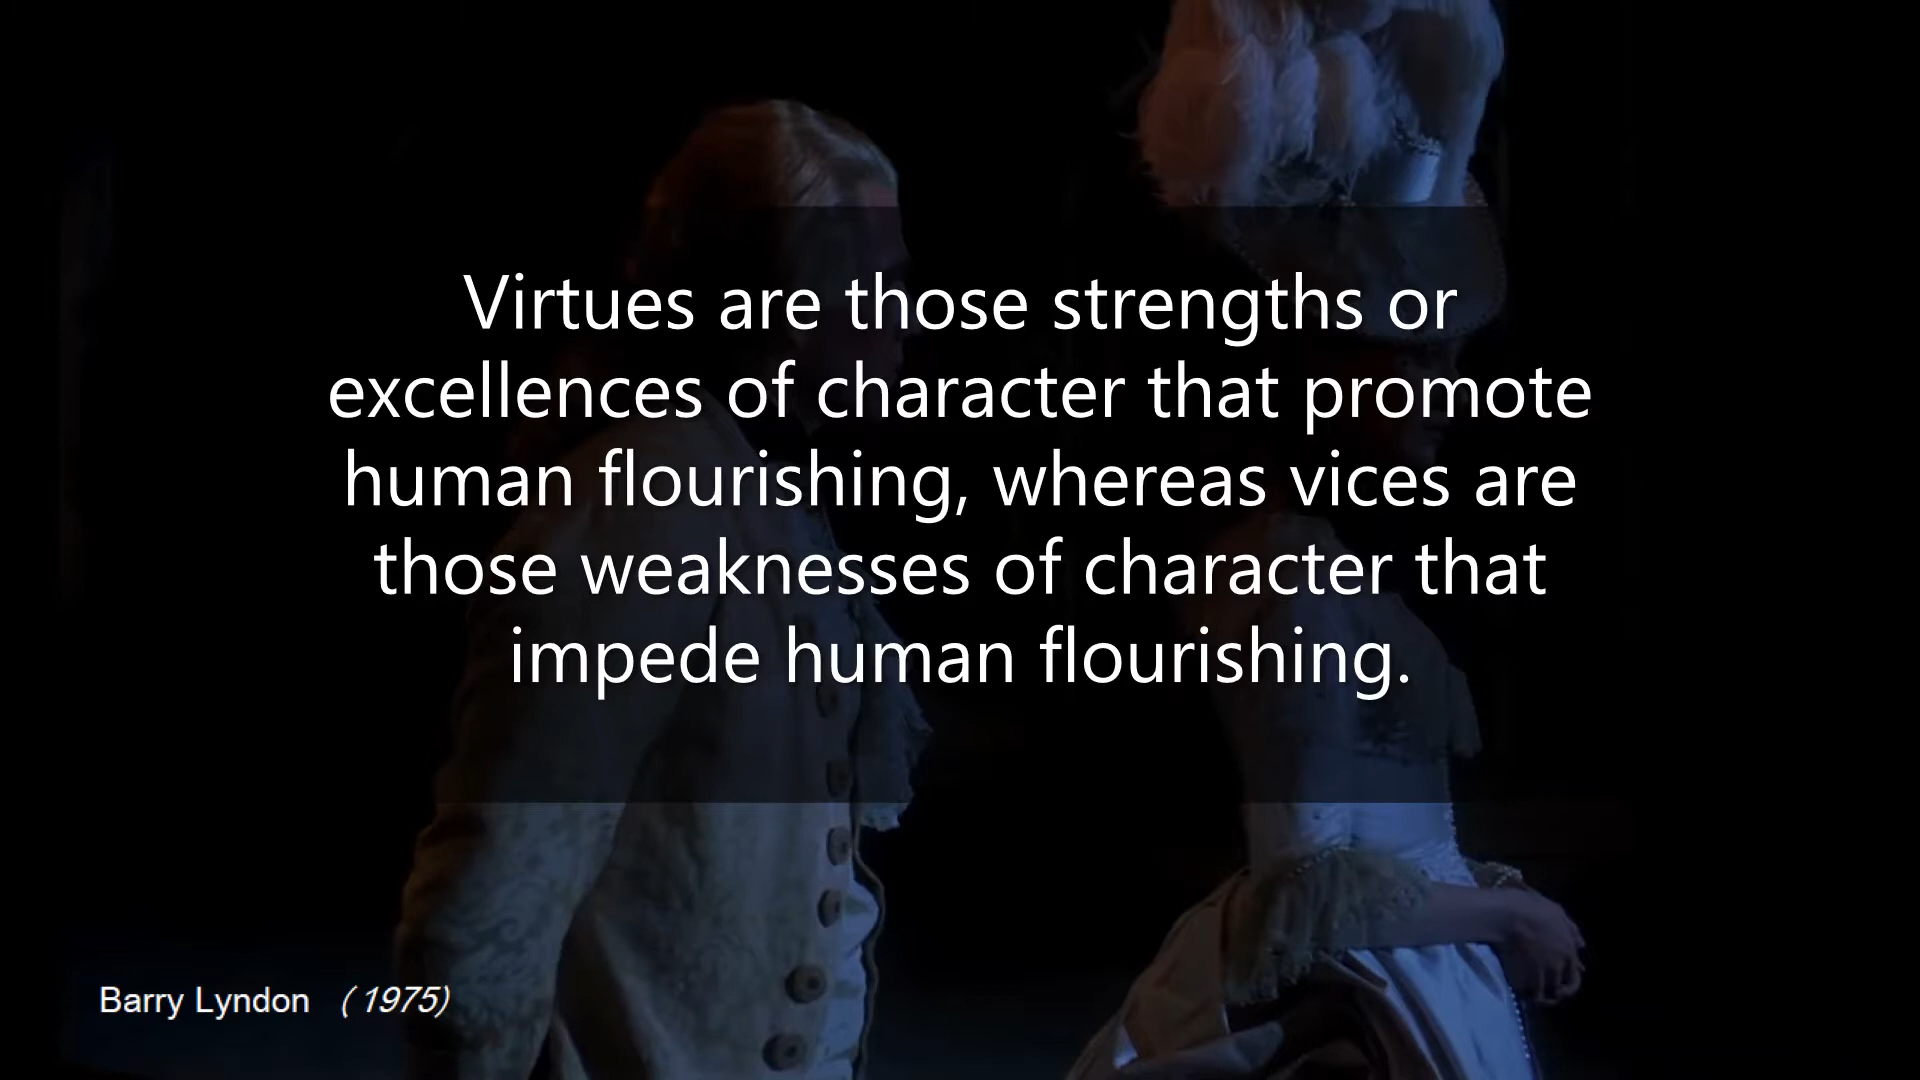 Virtues are those strengths or
excellences of character that promote
human flourishing, whereas vices are
those weaknesses of character that
impede human flourishing.
Barry Lyndon (1975)